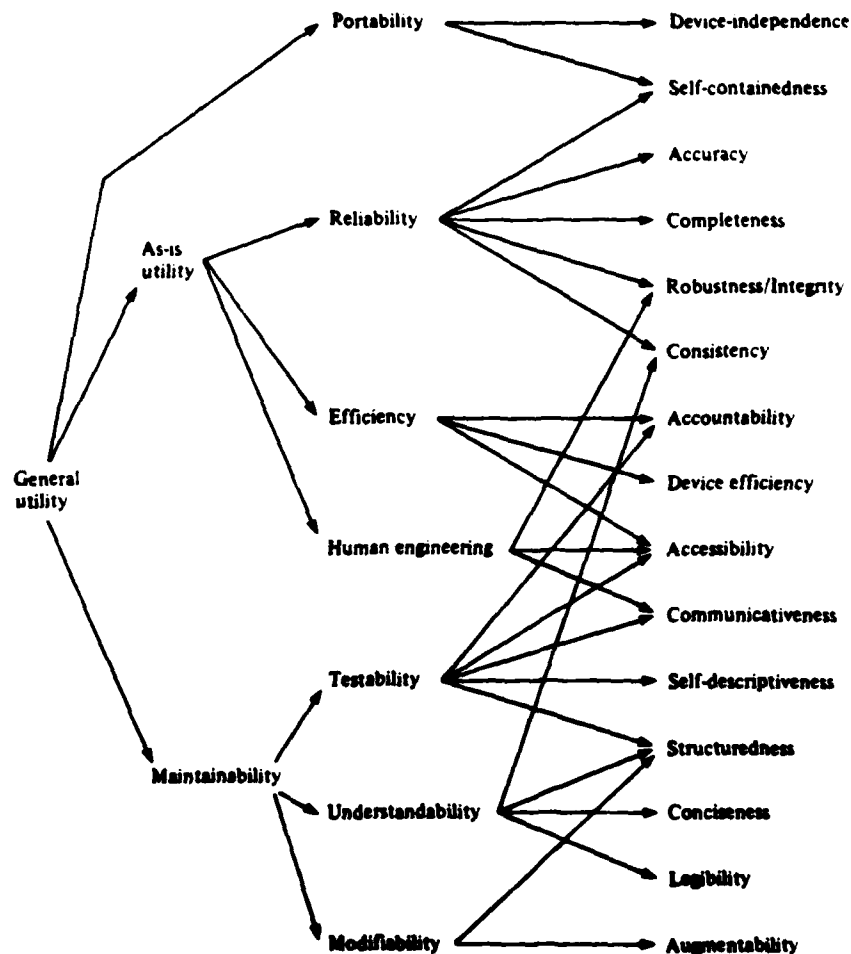 Portability
Device-independence
Self-containedness
Accuracy
Reliability
Completeness
As-is
utility
Robustness/Integrity
Consistency
Efficiency
Accountability
General
utility
Device efficiency
Human engineering
Accessibility
Communicativeness
Testability
Self-descriptiveness
Structuredness
Maintainability
Understandability
Conciseness
Legibility
Modifiability
Augmentability